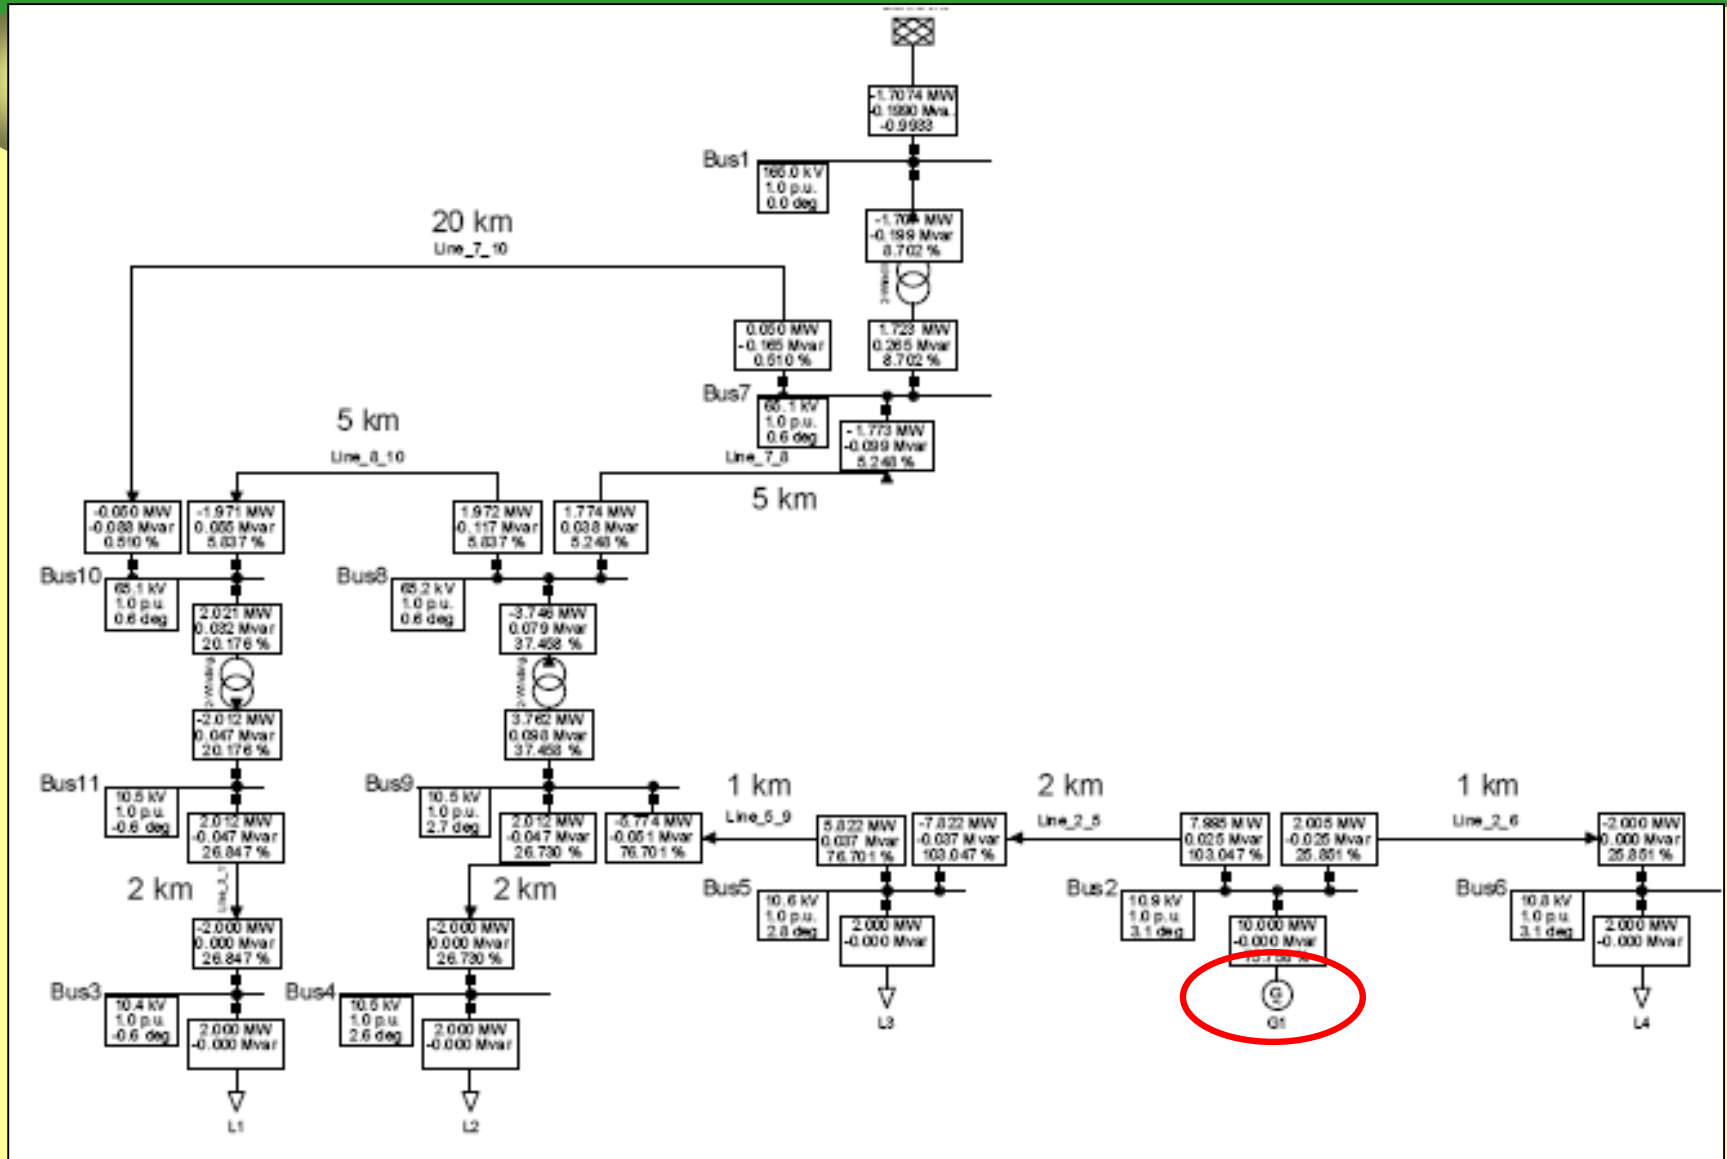 -1.7074 MW
-0.1990 Mva..
-0.9933
Bus1
1.0 p.u.
0.0 deg
20 km
Line_7_10
MW
-0.199 Mvar
8.702 %
0.050 MW
-0.165 Mvar
0.510 %
1.723 MW
0.265 Mvar
8.702 %
Bus7
65.1 kV
1.0 p.u.
0.6 deg
-1.773 MW
-0.099 Mvar
5.248 %
5 km
Line_8_10
Line_7_8
5 km
-0.050 MW
-0.088 Mvar
0.510 %
-1.971 MW
0.055 Mvar
5.837 %
1.972 MW
-0.117 Mvar
5.837 %
1.774 MW
0.038 Mvar
5.248 %
Bus10
65.1 kV
1.0 p.u.
0.6 deg
Bus8
65.2 kV
1.0 p.u.
0.6 deg
2.021 MW
0.032 Mvar
20.176 %
-3.746 MW
0.079 Mvar
37.458 %
2-Winding
-2.012 MW
0.047 Mvar
20.176 %
3.762 MW
0.098 Mvar
37.458 %
Bus11
10.5 kV
1.0 p.u.
-0.6 deg
Bus9
10.5 kV
1.0 p.u.
2.7 deg
1 km
Line_5_9
2 km
Line_2_5
1 km
Line_2_6
2.012 MW
-0.047 Mvar
26.847 %
2.012 MW
-0.047 Mvar
26.730 %
-5.774 MW
-0.051 Mvar
76.701 %
5.822 MW
0.037 Mvar
76.701 %
-7.822 MW
-0.037 Mvar
103.047 %
7.995 MW
0.025 Mvar
103.047 %
2.005 MW
-0.025 Mvar
25.851 %
-2.000 MW
0.000 Mvar
25.851 %
2 km
2 km
Bus5
10.6 kV
1.0 p.u.
2.8 deg
Bus2
10.9 kV
1.0 p.u.
3.1 deg
Bus6
10.8 kV
1.0 p.u.
3.1 deg
-2.000 MW
0.000 Mvar
26.847 %
-2.000 MW
0.000 Mvar
26.730 %
2.000 MW
-0.000 Mvar
10.000 MW
-0.000 Mvar
2.000 MW
-0.000 Mvar
Bus3
10.4 kV
1.0 p.u.
-0.6 deg
Bus4
10.5 kV
1.0 p.u.
2.6 deg
2.000 MW
-0.000 Mvar
2.000 MW
-0.000 Mvar
L3
G
G1
L4
L1
L2